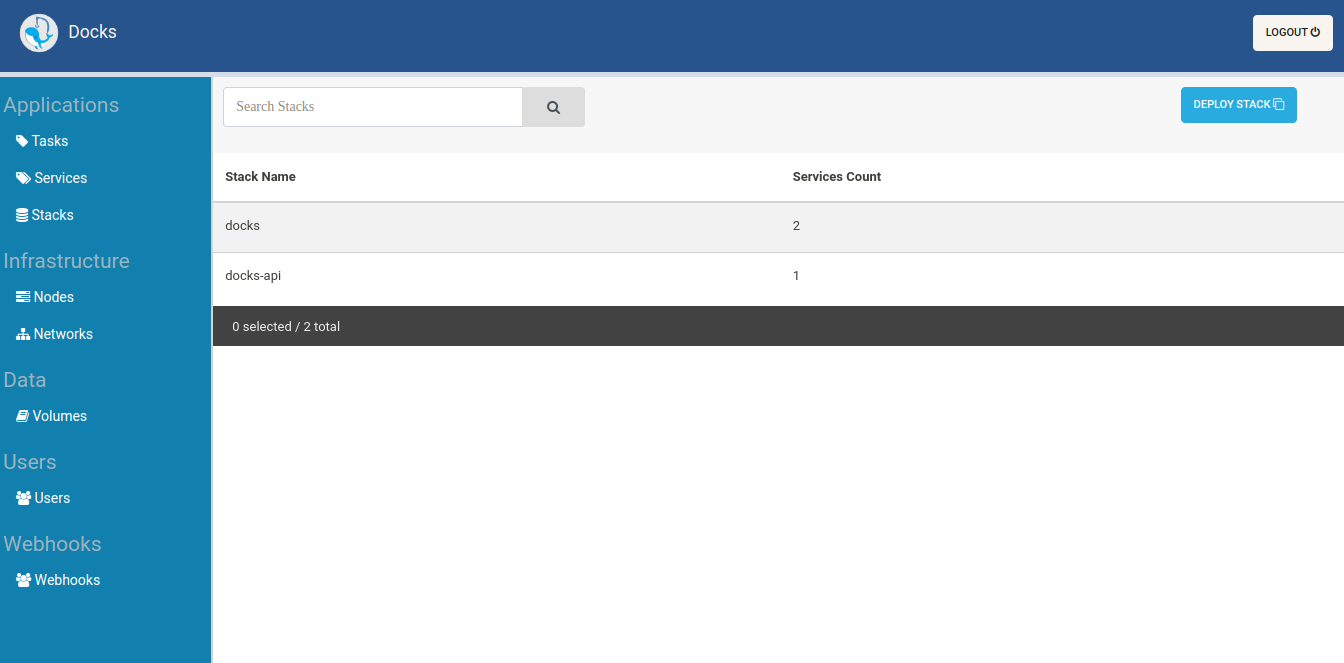 Docks
LOGOUT
Applications
Tasks
Services
Stacks
Infrastructure
Nodes
Networks
Data
Volumes
Users
Users
Webhooks
Webhooks
Search Stacks
DEPLOY STACK
Stack Name Services Count
docks 2
docks-api 1
0 selected / 2 total